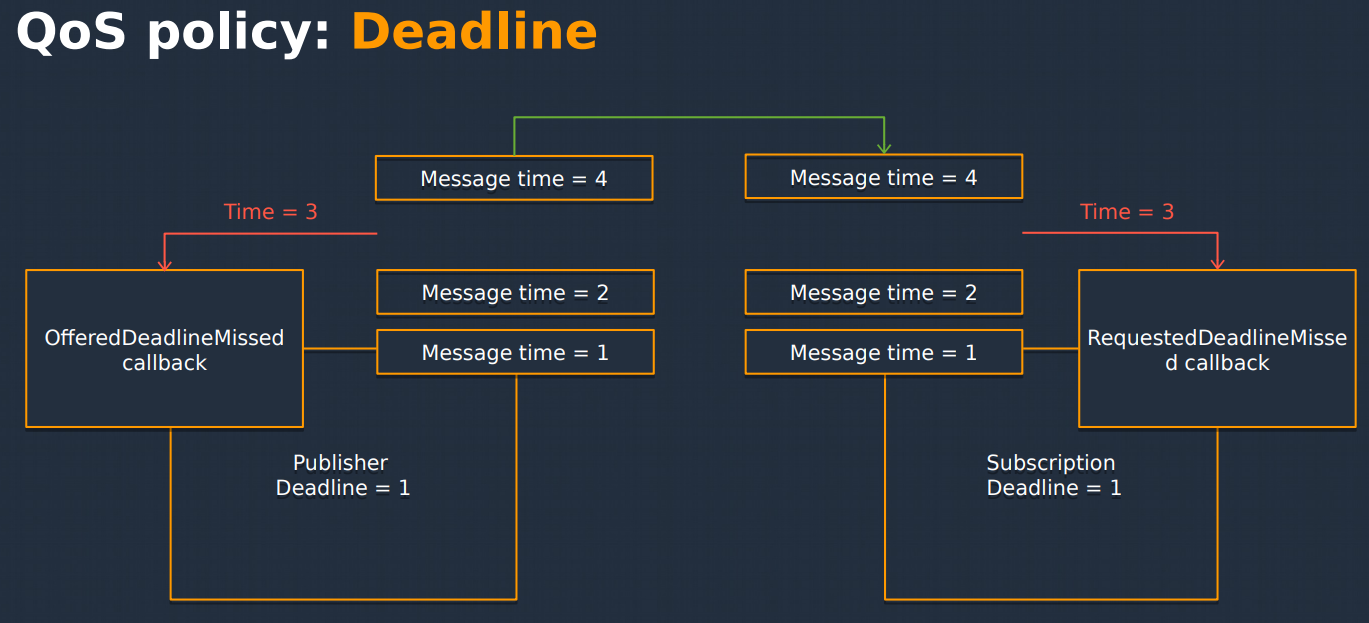 QoS policy: Deadline
Message time = 4
Message time = 4
Time = 3
Time = 3
Message time = 2
Message time = 2
OfferedDeadlineMissed
callback
Message time = 1
Message time = 1
RequestedDeadlineMisse
d callback
Publisher
Deadline = 1
Subscription
Deadline = 1